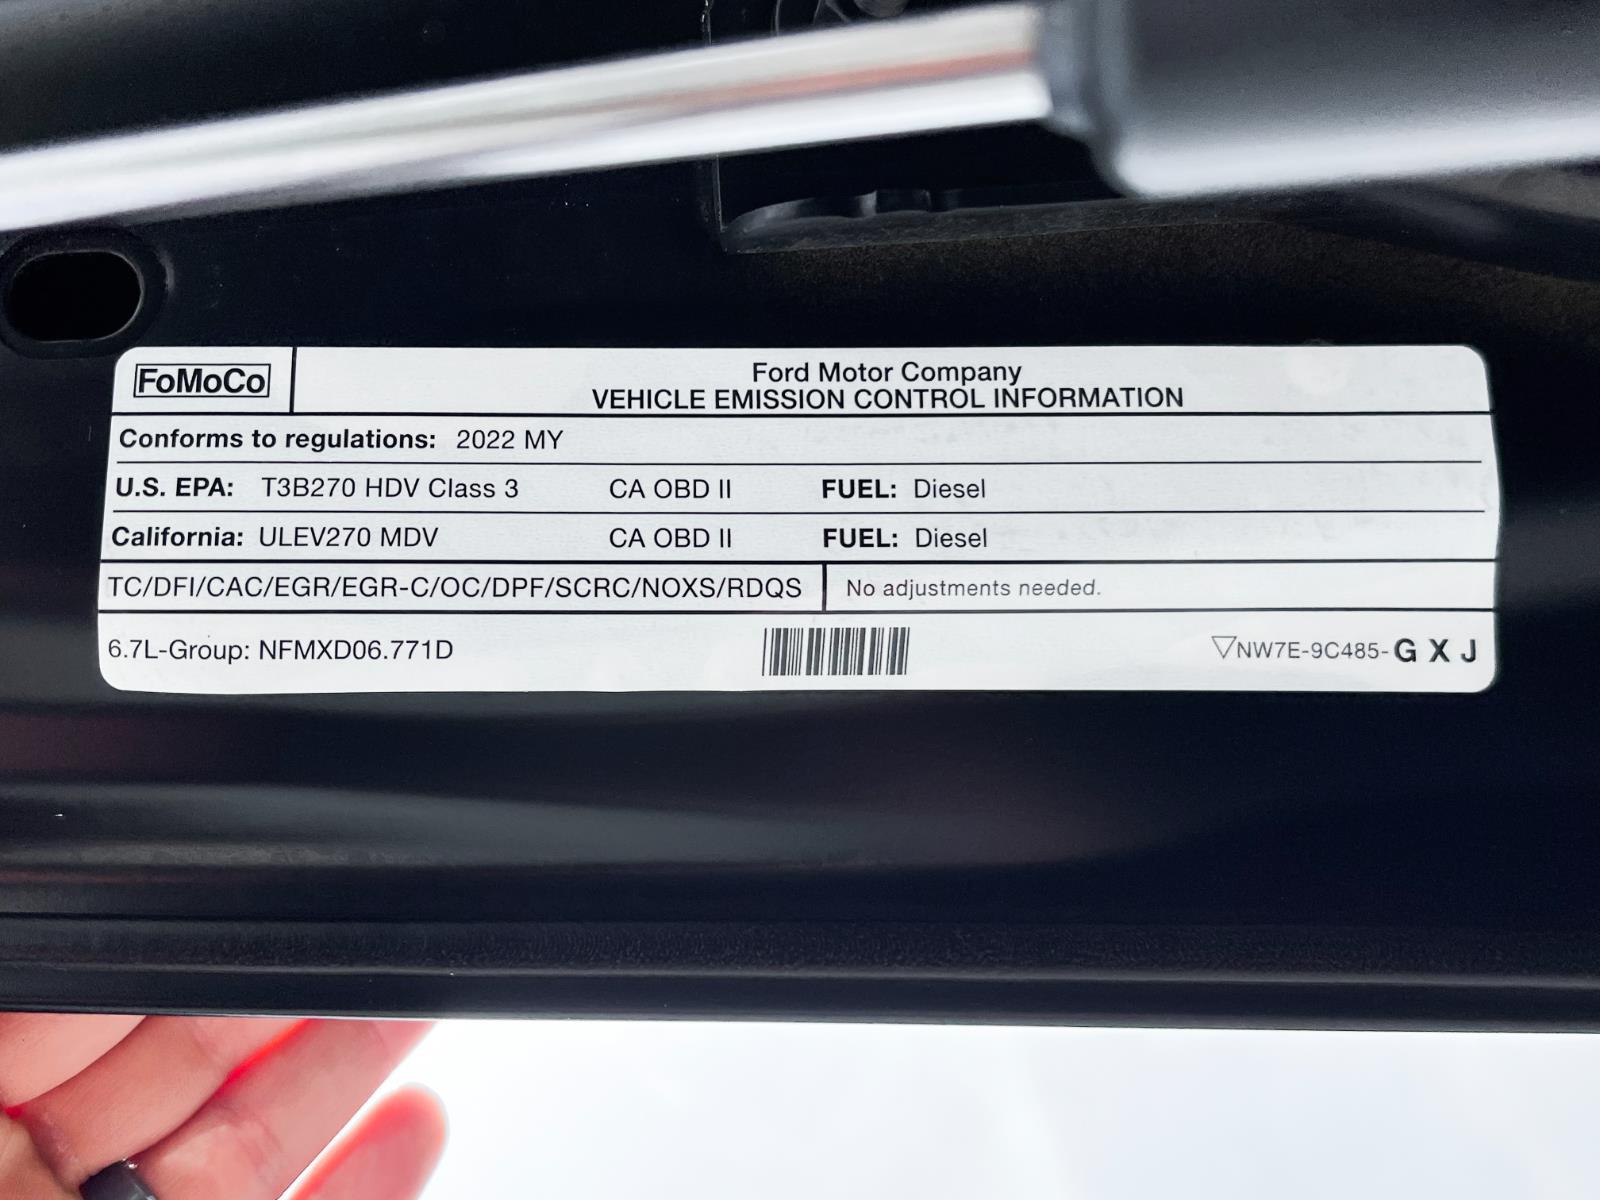 FoMoCo
Ford Motor Company
VEHICLE EMISSION CONTROL INFORMATION
Conforms to regulations: 2022 MY
U.S. EPA: T3B270 HDV Class 3 CA OBD II FUEL: Diesel
California: ULEV270 MDV CA OBD II FUEL: Diesel
TC/DFI/CAC/EGR/EGR-C/OC/DPF/SCRC/NOXS/RDQS No adjustments needed.
6.7L-Group: NFMXD06.771D ▽NW7E-9C485-G X J